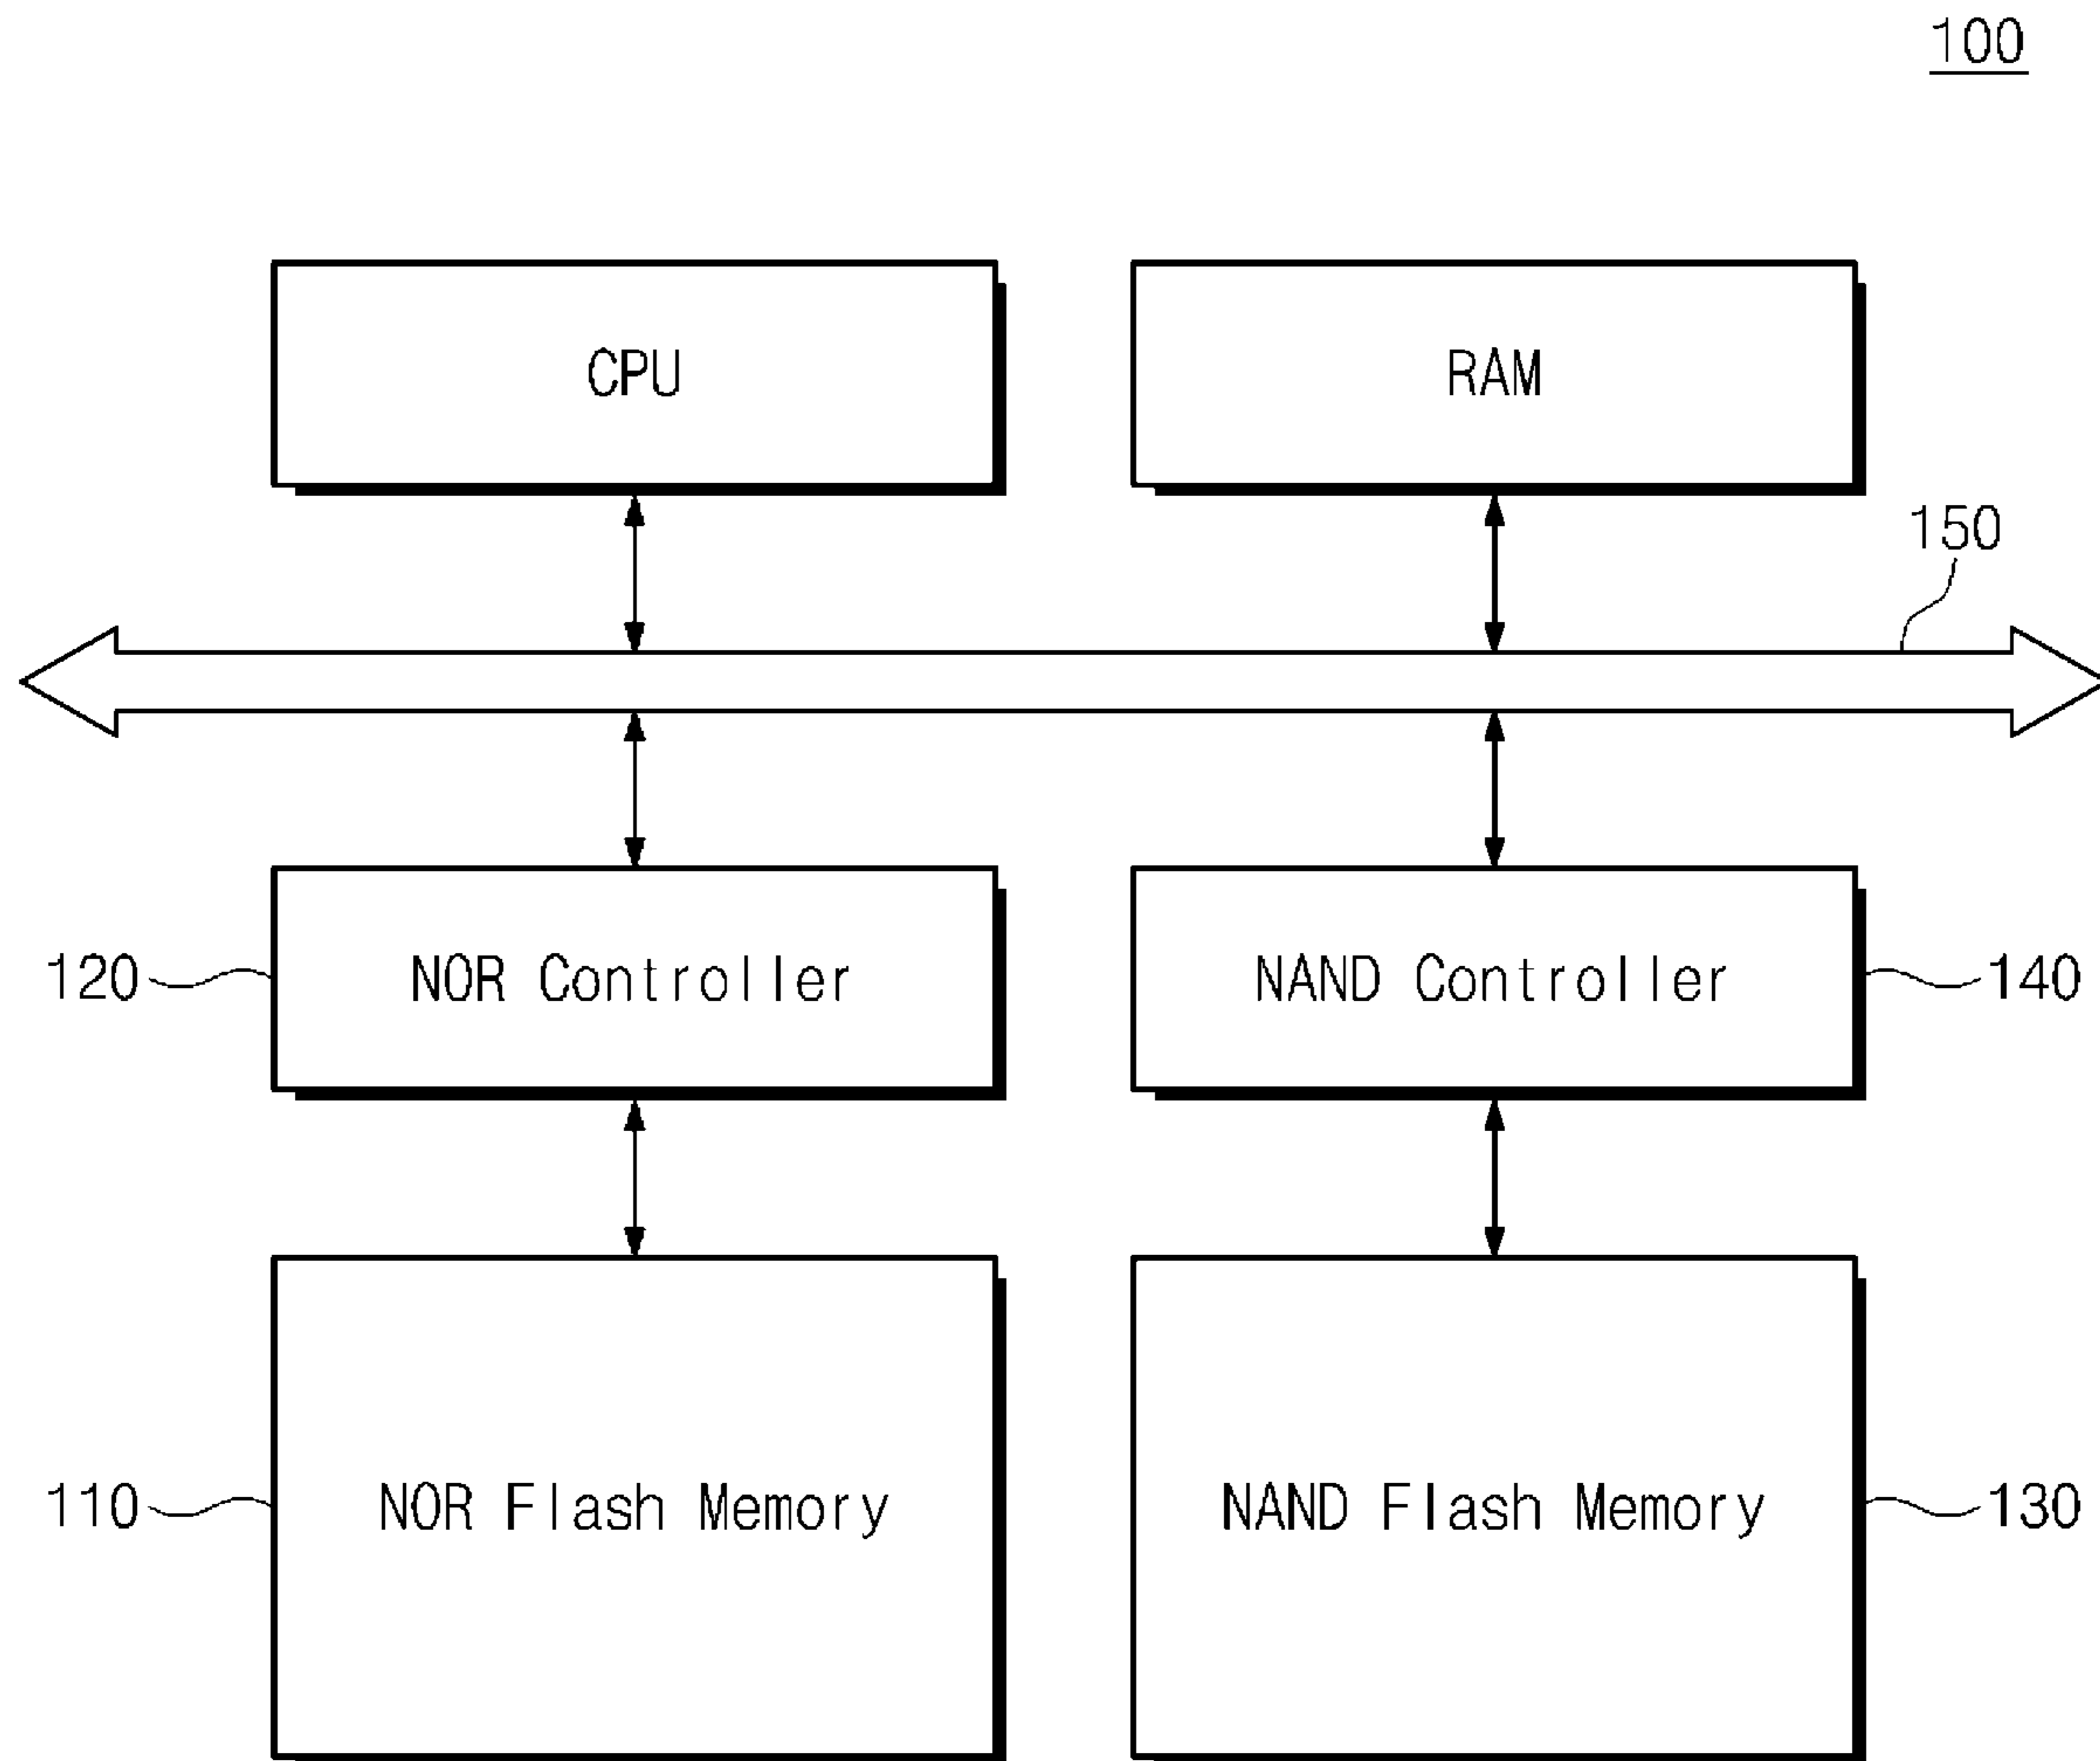 100
CPU
RAM
150
120
NOR Controller
NAND Controller
140
110
NOR Flash Memory
NAND Flash Memory
130